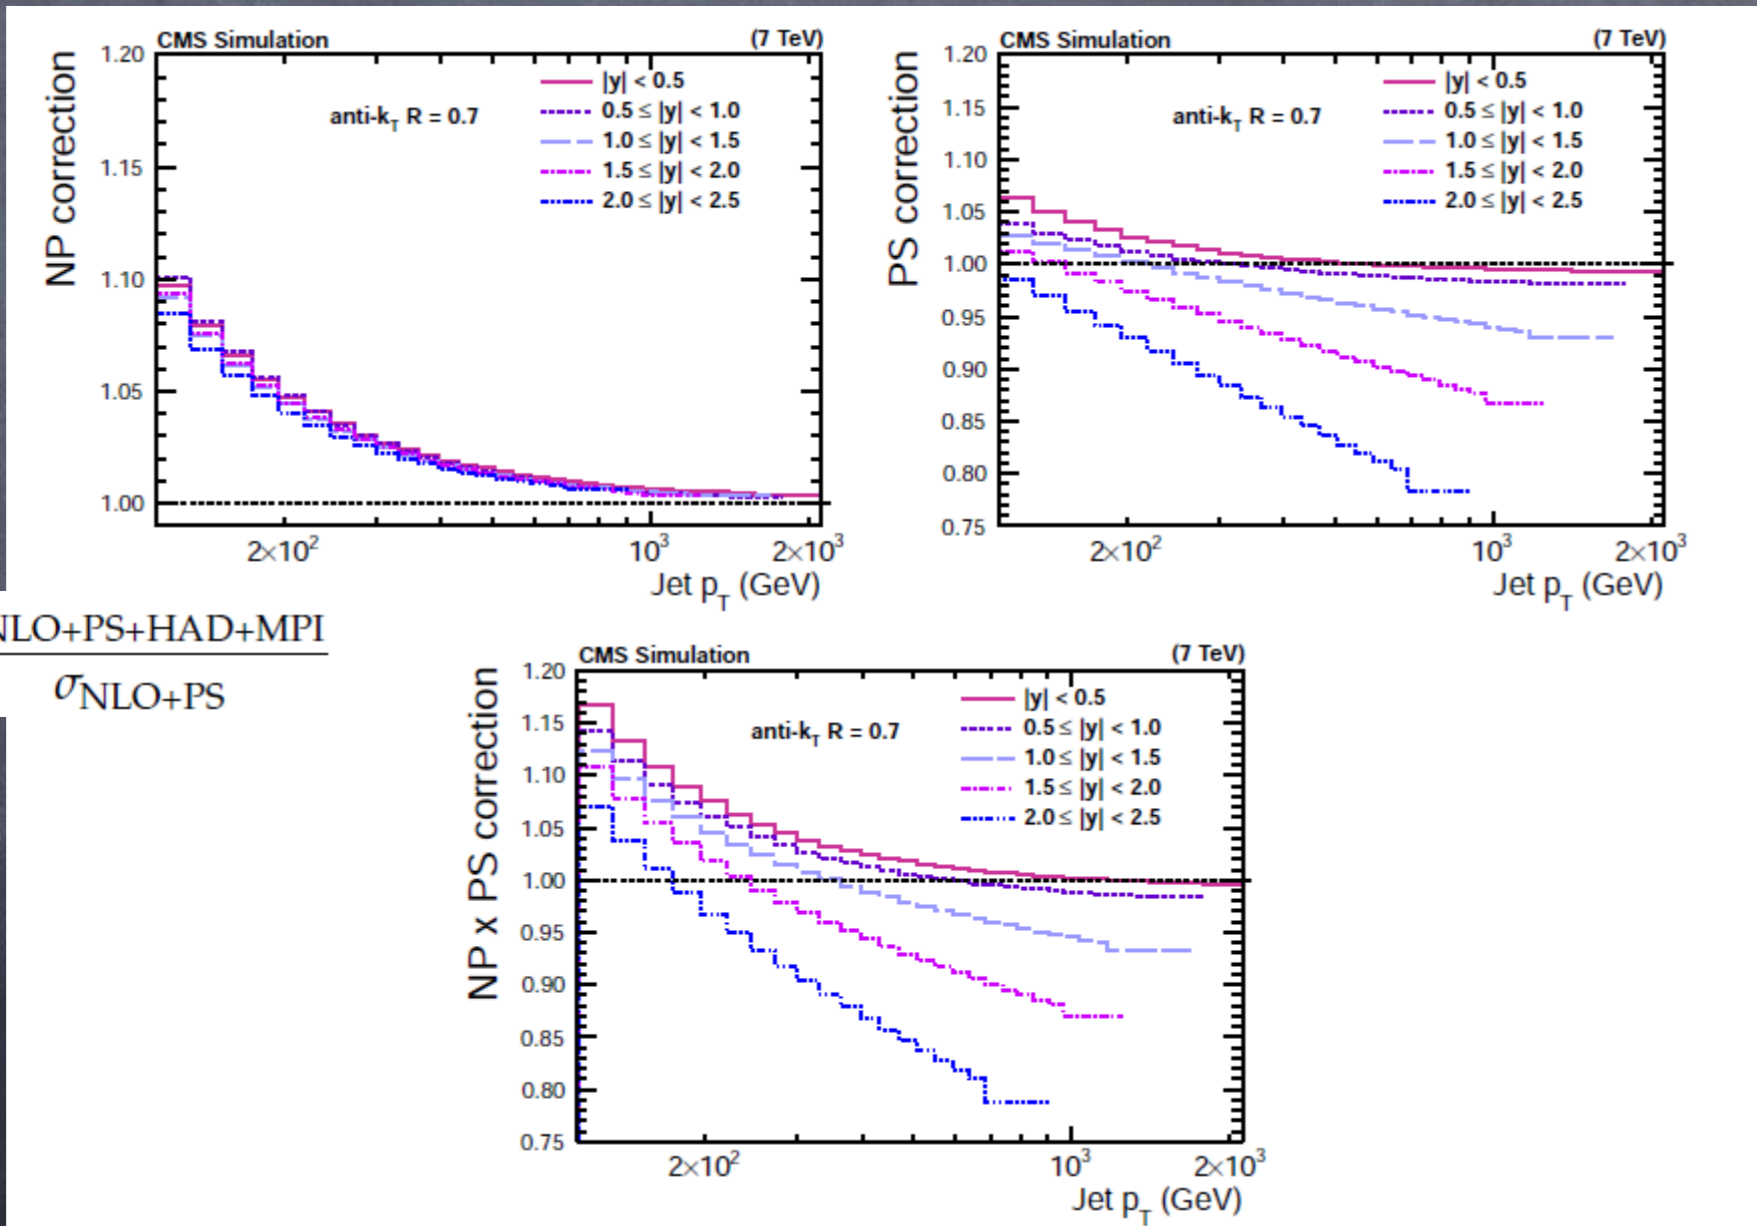 CMS Simulation (7 TeV)
NP correction
1.20
1.15
1.10
1.05
1.00
anti-kT R = 0.7
|y| < 0.5
0.5 ≤ |y| < 1.0
1.0 ≤ |y| < 1.5
1.5 ≤ |y| < 2.0
2.0 ≤ |y| < 2.5
2×10² 10³ 2×10³
Jet pT (GeV)
CMS Simulation (7 TeV)
PS correction
1.20
1.15
1.10
1.05
1.00
0.95
0.90
0.85
0.80
0.75
anti-kT R = 0.7
|y| < 0.5
0.5 ≤ |y| < 1.0
1.0 ≤ |y| < 1.5
1.5 ≤ |y| < 2.0
2.0 ≤ |y| < 2.5
2×10² 10³ 2×10³
Jet pT (GeV)
NLO+PS+HAD+MPI
σNLO+PS
CMS Simulation (7 TeV)
NP x PS correction
1.20
1.15
1.10
1.05
1.00
0.95
0.90
0.85
0.80
0.75
anti-kT R = 0.7
|y| < 0.5
0.5 ≤ |y| < 1.0
1.0 ≤ |y| < 1.5
1.5 ≤ |y| < 2.0
2.0 ≤ |y| < 2.5
2×10² 10³ 2×10³
Jet pT (GeV)